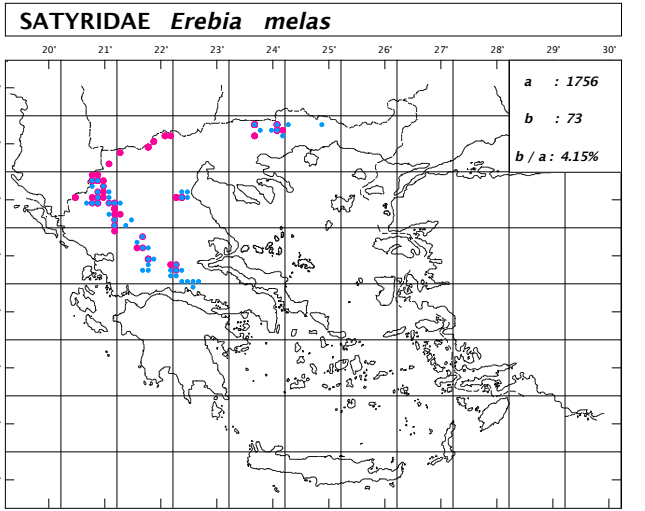 SATYRIDAE Erebia melas
20° 21° 22° 23° 24° 25° 26° 27° 28° 29° 30°
a : 1756
b : 73
b / a : 4.15%